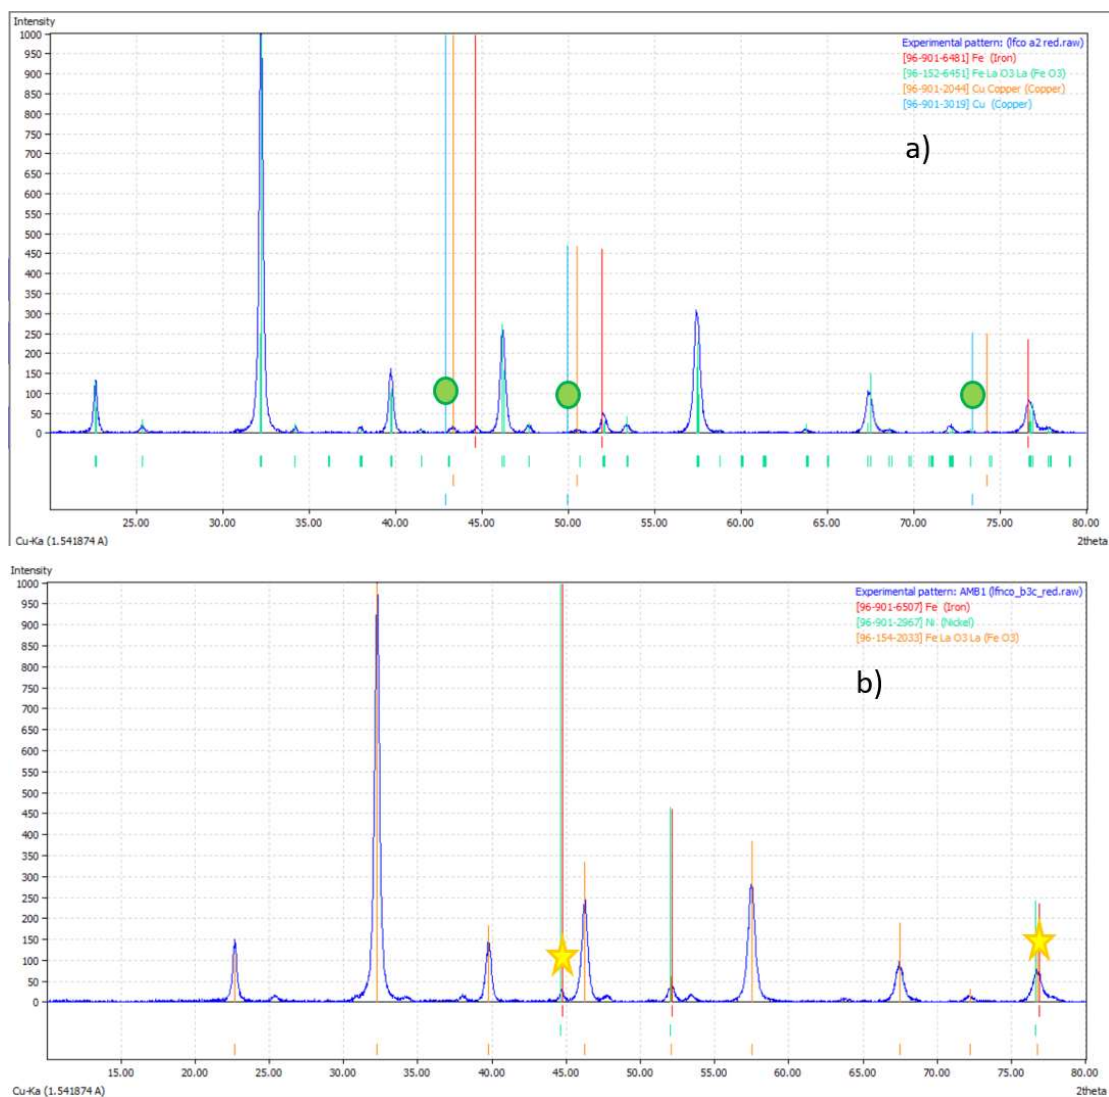 Intensity
1000
950
900
850
800
750
700
650
600
550
500
450
400
350
300
250
200
150
100
50
0
Experimental pattern: (lfco a2 red.raw)
[96-901-6481] Fe (Iron)
[96-152-6451] Fe La O3 La (Fe O3)
[96-901-2044] Cu Copper (Copper)
[96-901-3019] Cu (Copper)
a)
25.00 30.00 35.00 40.00 45.00 50.00 55.00 60.00 65.00 70.00 75.00 80.00
Cu-Ka (1.541874 A) 2theta
Intensity
1000
950
900
850
800
750
700
650
600
550
500
450
400
350
300
250
200
150
100
50
0
Experimental pattern: AMB1 (lfnco_b3c_red.raw)
[96-901-6507] Fe (Iron)
[96-901-2967] Ni (Nickel)
[96-154-2033] Fe La O3 La (Fe O3)
b)
15.00 20.00 25.00 30.00 35.00 40.00 45.00 50.00 55.00 60.00 65.00 70.00 75.00 80.00
Cu-Ka (1.541874 A) 2theta